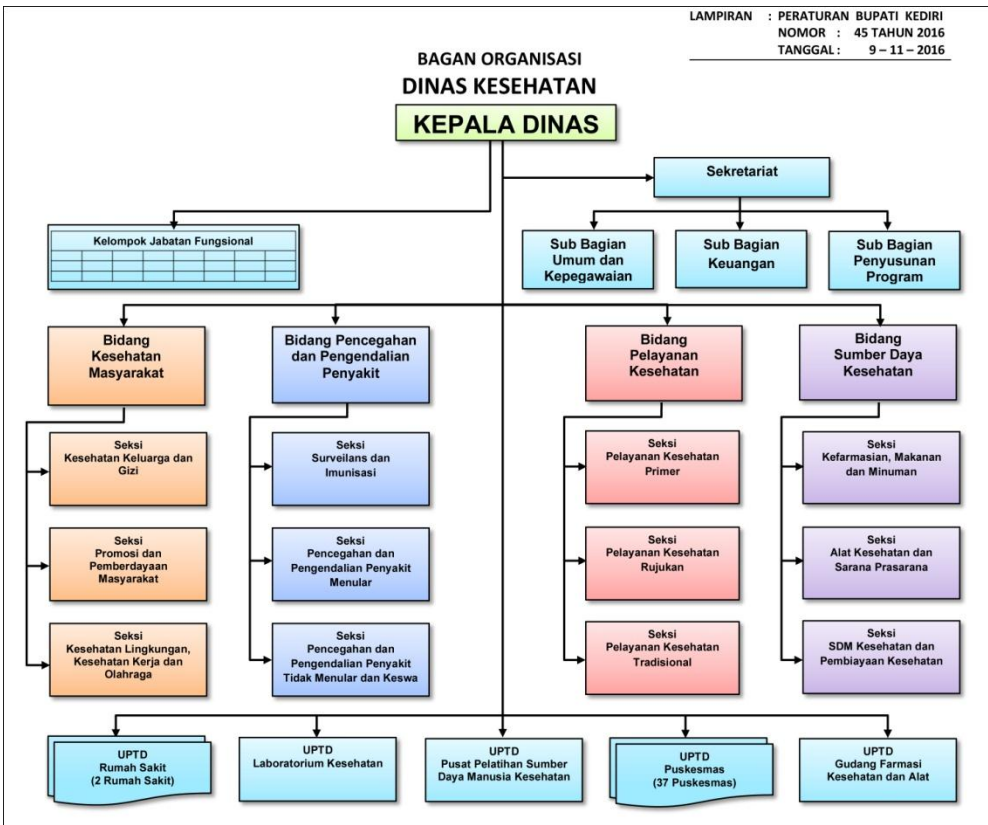 LAMPIRAN : PERATURAN BUPATI KEDIRI
NOMOR : 45 TAHUN 2016
TANGGAL : 9 – 11 – 2016
BAGAN ORGANISASI
DINAS KESEHATAN
KEPALA DINAS
Sekretariat
Kelompok Jabatan Fungsional
Sub Bagian
Umum dan
Kepegawaian
Sub Bagian
Keuangan
Sub Bagian
Penyusunan
Program
Bidang
Kesehatan
Masyarakat
Bidang Pencegahan
dan Pengendalian
Penyakit
Bidang
Pelayanan
Kesehatan
Bidang
Sumber Daya
Kesehatan
Seksi
Kesehatan Keluarga dan
Gizi
Seksi
Surveilans dan
Imunisasi
Seksi
Pelayanan Kesehatan
Primer
Seksi
Kefarmasian, Makanan
dan Minuman
Seksi
Promosi dan
Pemberdayaan
Masyarakat
Seksi
Pencegahan dan
Pengendalian Penyakit
Menular
Seksi
Pelayanan Kesehatan
Rujukan
Seksi
Alat Kesehatan dan
Sarana Prasarana
Seksi
Kesehatan Lingkungan,
Kesehatan Kerja dan
Olahraga
Seksi
Pencegahan dan
Pengendalian Penyakit
Tidak Menular dan Keswa
Seksi
Pelayanan Kesehatan
Tradisional
Seksi
SDM Kesehatan dan
Pembiayaan Kesehatan
UPTD
Rumah Sakit
(2 Rumah Sakit)
UPTD
Laboratorium Kesehatan
UPTD
Pusat Pelatihan Sumber
Daya Manusia Kesehatan
UPTD
Puskesmas
(37 Puskesmas)
UPTD
Gudang Farmasi
Kesehatan dan Alat